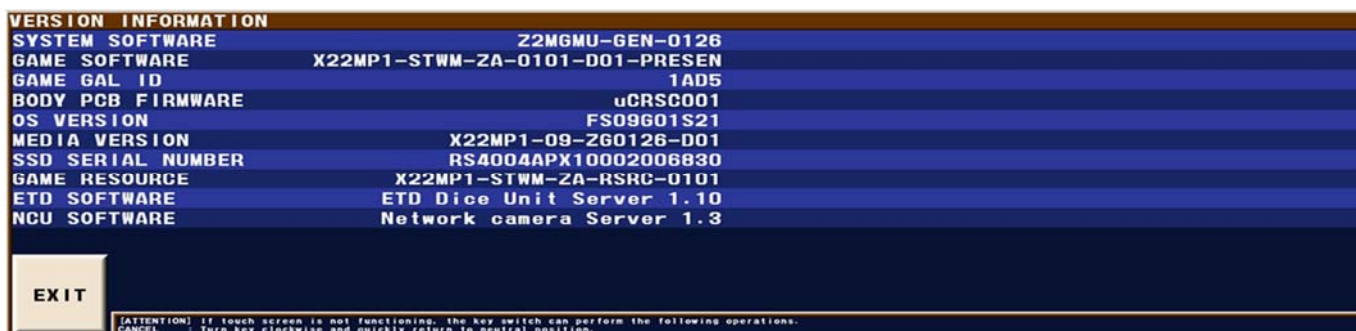 VERSION INFORMATION
SYSTEM SOFTWARE Z2MGMU-GEN-0126
GAME SOFTWARE X22MP1-STWM-ZA-0101-D01-PRESEN
GAME GAL ID 1AD5
BODY PCB FIRMWARE uCRSC001
OS VERSION FS09G01S21
MEDIA VERSION X22MP1-09-ZG0126-D01
SSD SERIAL NUMBER RS4004APX10002006830
GAME RESOURCE X22MP1-STWM-ZA-RSRC-0101
ETD SOFTWARE ETD Dice Unit Server 1.10
NCU SOFTWARE Network camera Server 1.3
EXIT
[ATTENTION] If touch screen is not functioning, the key switch can perform the following operations.
CANCEL : Turn key clockwise and quickly return to neutral position.